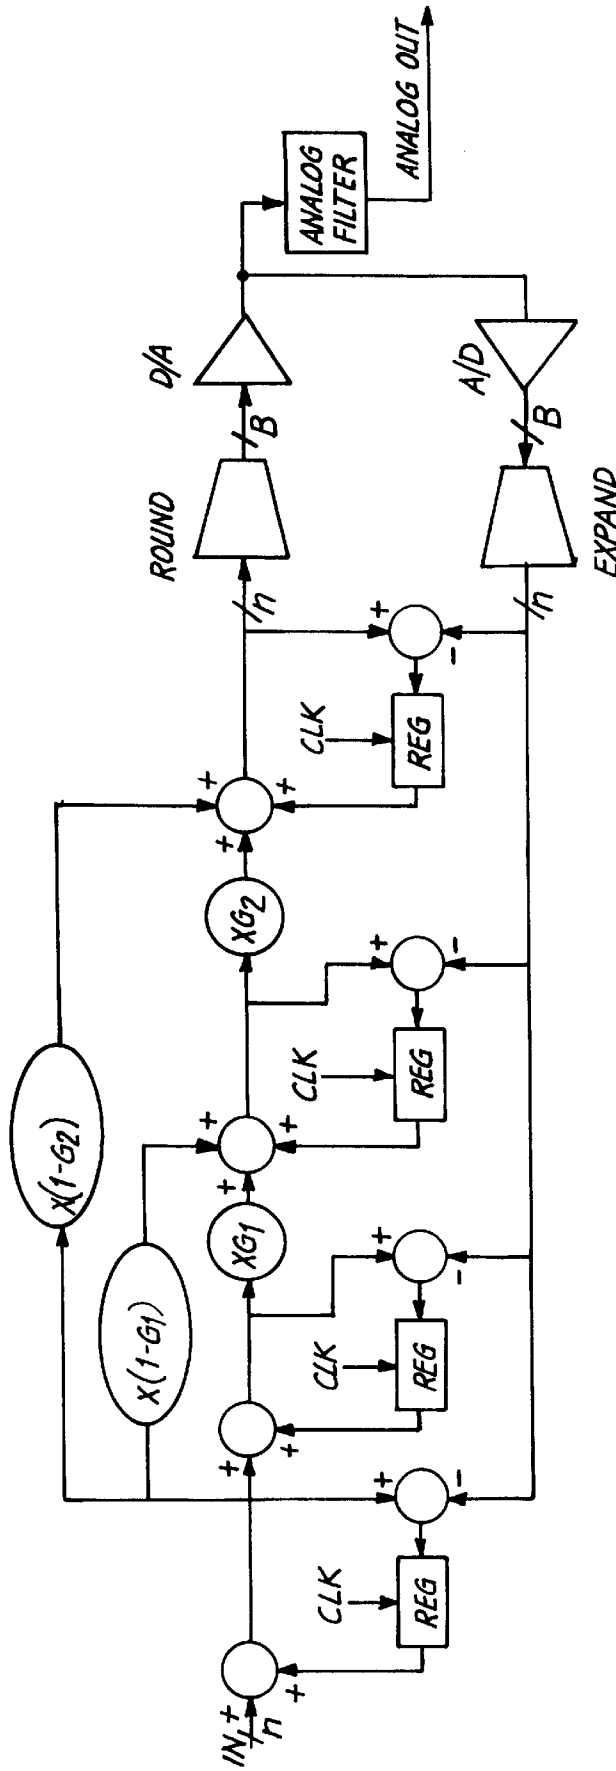 X(1-G2)
X(1-G1)
ROUND
D/A
+
+
IN
+
n
+
+
XG1
+
XG2
+
/n
/B
ANALOG
FILTER
+
+
+
+
CLK
+
-
CLK
+
-
CLK
+
-
CLK
+
-
REG
REG
REG
REG
A/D
/B
/n
EXPAND
ANALOG OUT